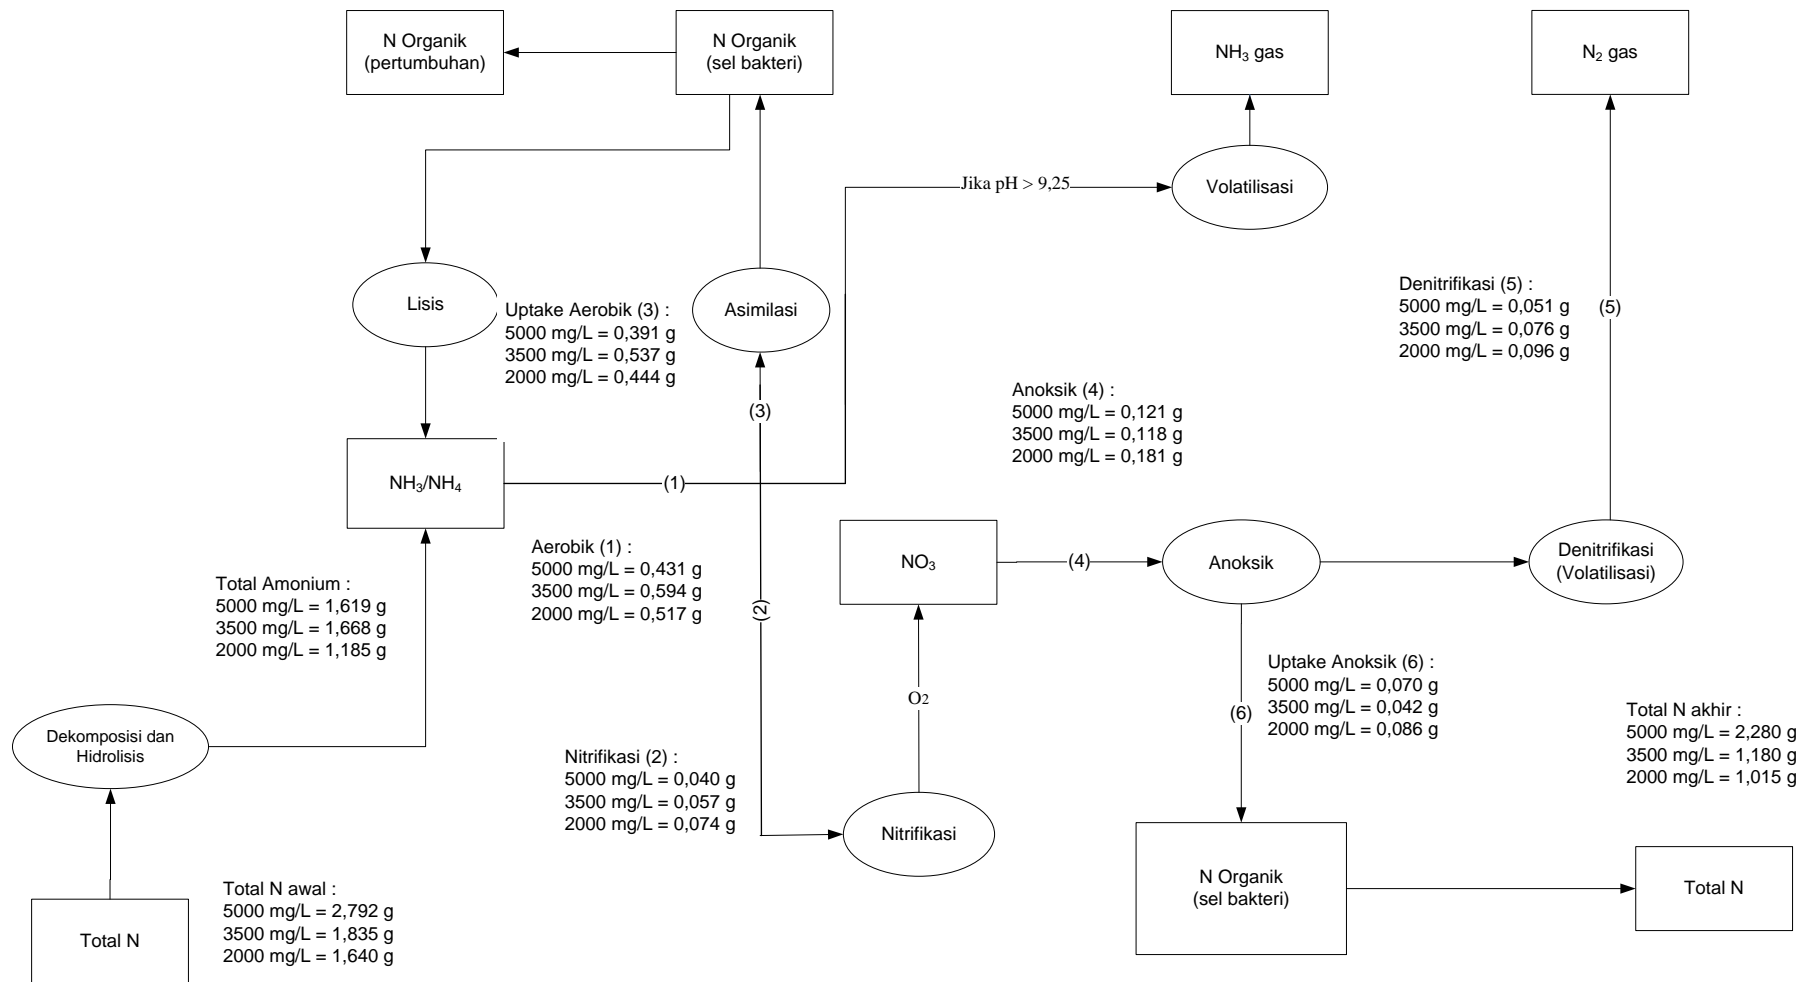 N Organik
(pertumbuhan)
N Organik
(sel bakteri)
NH₃ gas
N₂ gas
Jika pH > 9,25
Volatilisasi
Lisis
Uptake Aerobik (3) :
5000 mg/L = 0,391 g
3500 mg/L = 0,537 g
2000 mg/L = 0,444 g
Asimilasi
Denitrifikasi (5) :
5000 mg/L = 0,051 g
3500 mg/L = 0,076 g
2000 mg/L = 0,096 g
(5)
(3)
Anoksik (4) :
5000 mg/L = 0,121 g
3500 mg/L = 0,118 g
2000 mg/L = 0,181 g
NH₃/NH₄
(1)
Aerobik (1) :
5000 mg/L = 0,431 g
3500 mg/L = 0,594 g
2000 mg/L = 0,517 g
(2)
NO₃
(4)
Anoksik
Denitrifikasi
(Volatilisasi)
Total Amonium :
5000 mg/L = 1,619 g
3500 mg/L = 1,668 g
2000 mg/L = 1,185 g
O2
Uptake Anoksik (6) :
5000 mg/L = 0,070 g
3500 mg/L = 0,042 g
2000 mg/L = 0,086 g
(6)
Total N akhir :
5000 mg/L = 2,280 g
3500 mg/L = 1,180 g
2000 mg/L = 1,015 g
Dekomposisi dan
Hidrolisis
Nitrifikasi (2) :
5000 mg/L = 0,040 g
3500 mg/L = 0,057 g
2000 mg/L = 0,074 g
Nitrifikasi
Total N awal :
5000 mg/L = 2,792 g
3500 mg/L = 1,835 g
2000 mg/L = 1,640 g
Total N
N Organik
(sel bakteri)
Total N